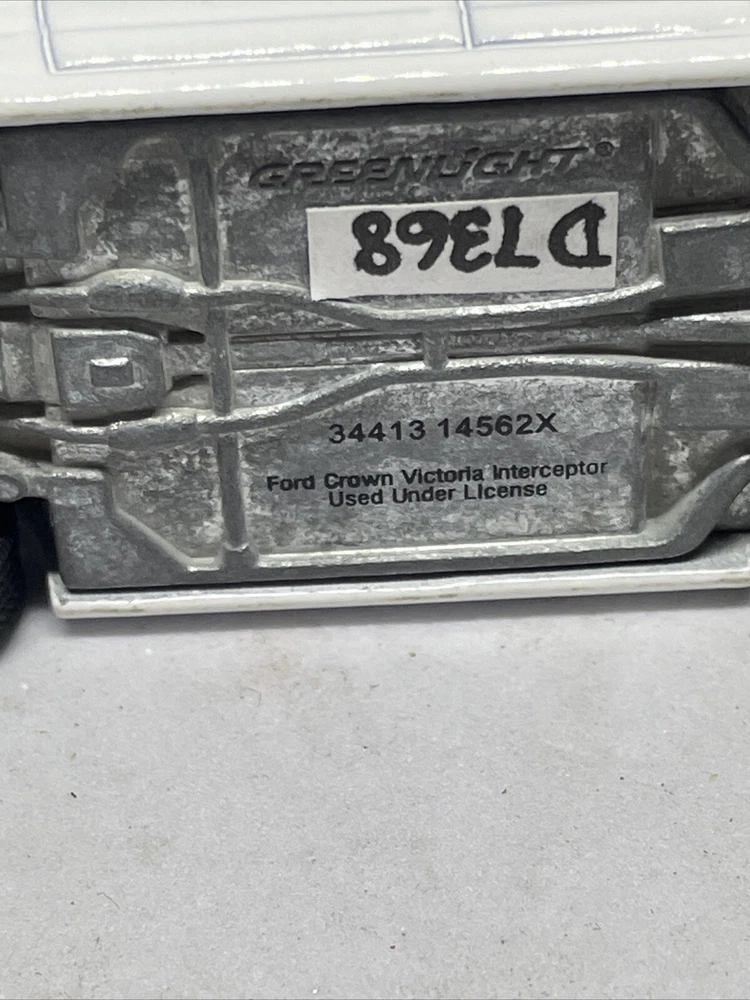 GREENLIGHT®
D7368
34413 14562X
Ford Crown Victoria Interceptor
Used Under License